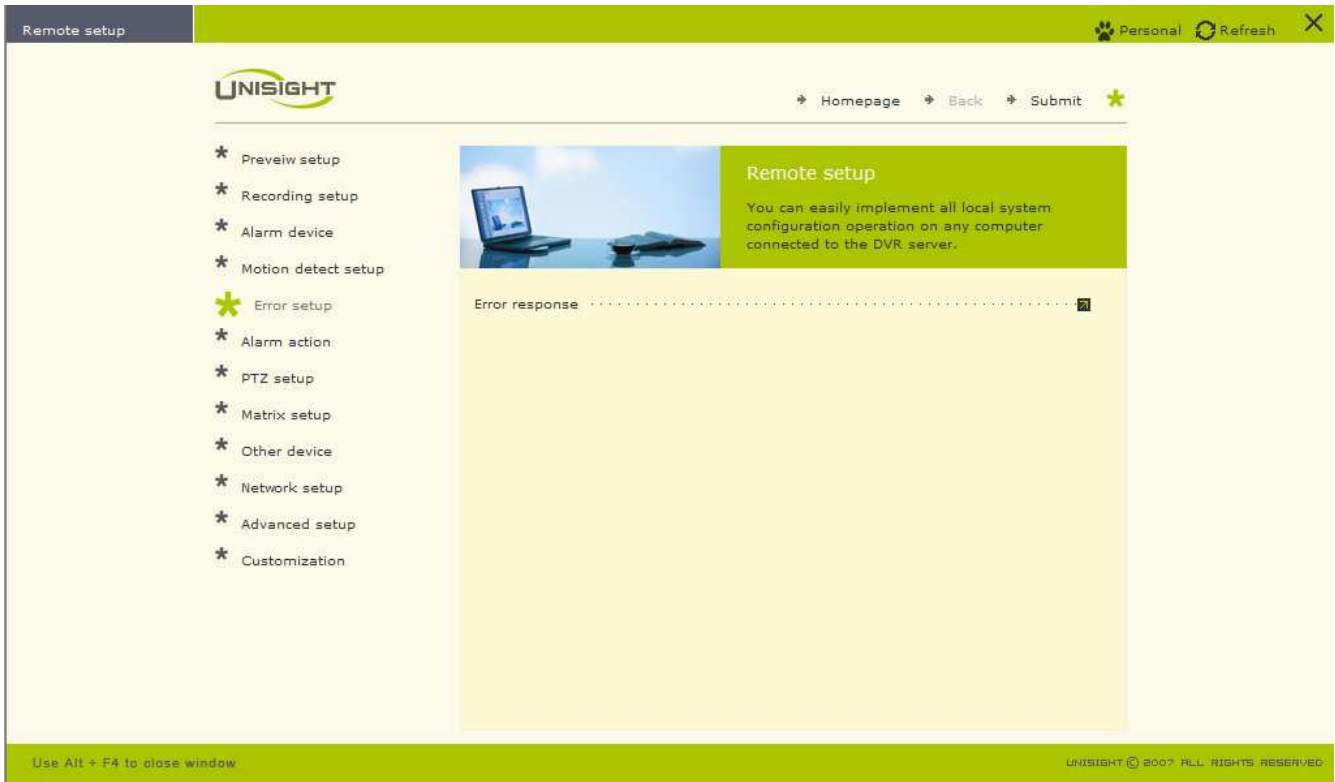 Remote setup
Personal Refresh
UNISIGHT
Homepage Back Submit
Preveiw setup
Recording setup
Alarm device
Motion detect setup
Error setup
Alarm action
PTZ setup
Matrix setup
Other device
Network setup
Advanced setup
Customization
Remote setup
You can easily implement all local system
configuration operation on any computer
connected to the DVR server.
Error response
Use Alt + F4 to close window
UNISIGHT © 2007 ALL RIGHTS RESERVED